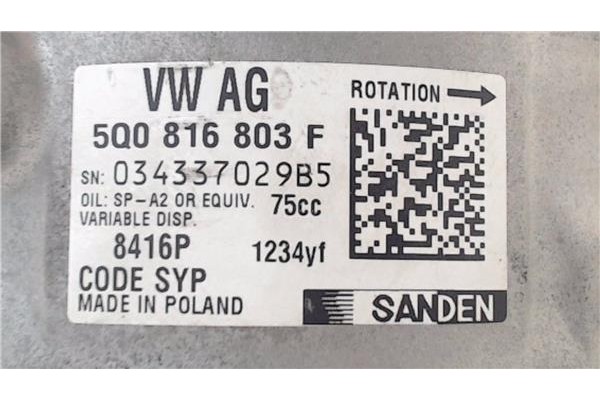 VW AG
ROTATION
5Q0 816 803 F
SN: 034337029B5
OIL: SP-A2 OR EQUIV. 75cc
VARIABLE DISP.
8416P 1234yf
CODE SYP
MADE IN POLAND
SANDEN